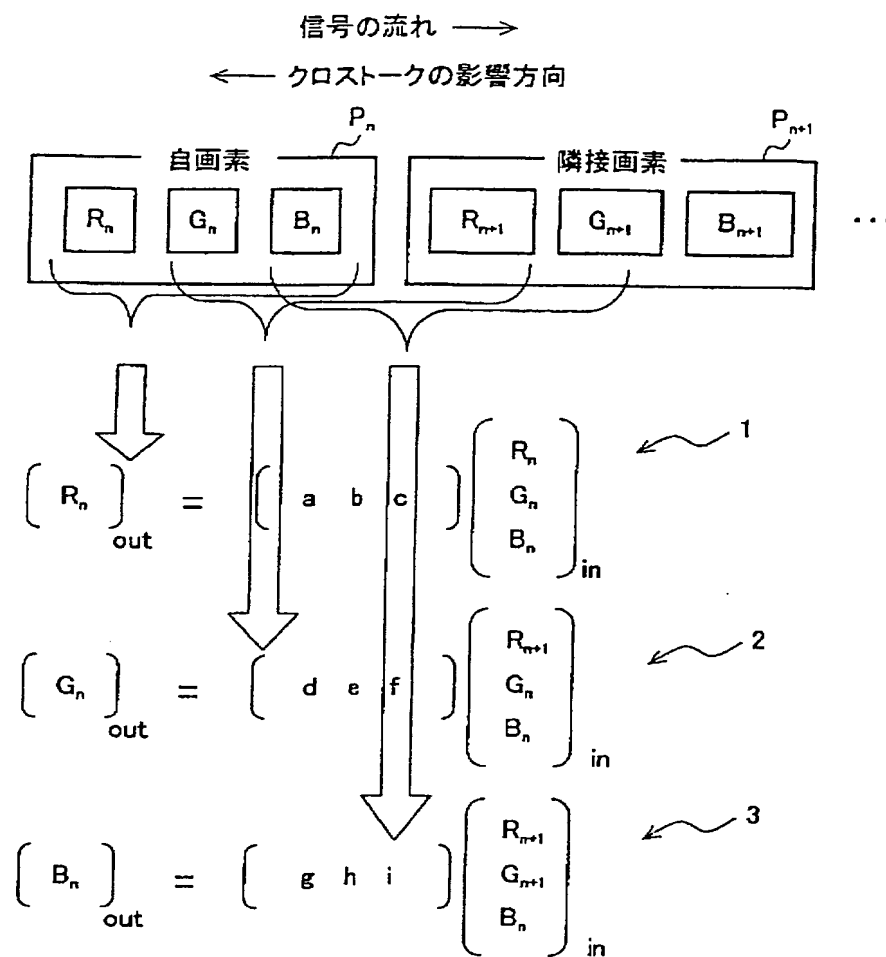 信号の流れ →
← クロストークの影響方向
Pₙ
Pₙ₊₁
自画素
隣接画素
Rₙ Gₙ Bₙ Rₙ₊₁ Gₙ₊₁ Bₙ₊₁ ・・・
1
Rₙ
( Rₙ )out = ( a b c ) Gₙ
Bₙ
in
2
Rₙ₊₁
( Gₙ )out = ( d e f ) Gₙ
Bₙ
in
3
Rₙ₊₁
( Bₙ )out = ( g h i ) Gₙ₊₁
Bₙ
in